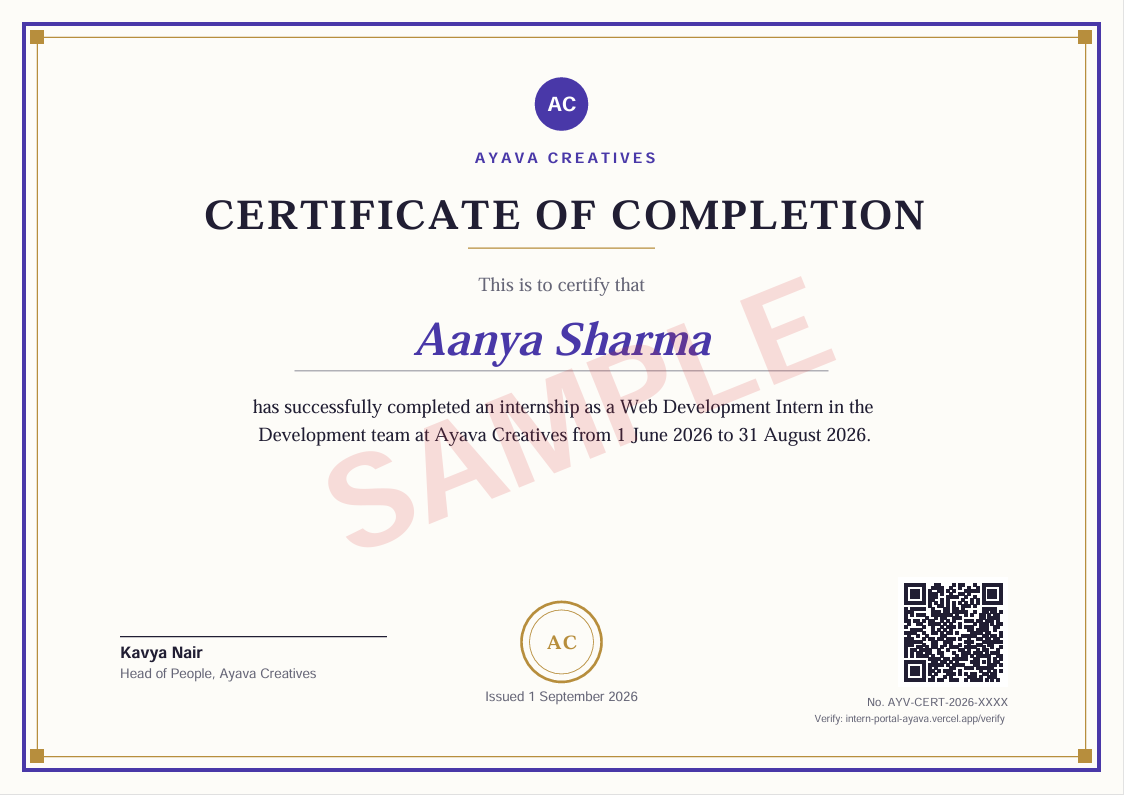 AC
AYAVA CREATIVES
CERTIFICATE OF COMPLETION
This is to certify that
Aanya Sharma
has successfully completed an internship as a Web Development Intern in the
Development team at Ayava Creatives from 1 June 2026 to 31 August 2026.
SAMPLE
Kavya Nair
Head of People, Ayava Creatives
AC
Issued 1 September 2026
No. AYV-CERT-2026-XXXX
Verify: intern-portal-ayava.vercel.app/verify